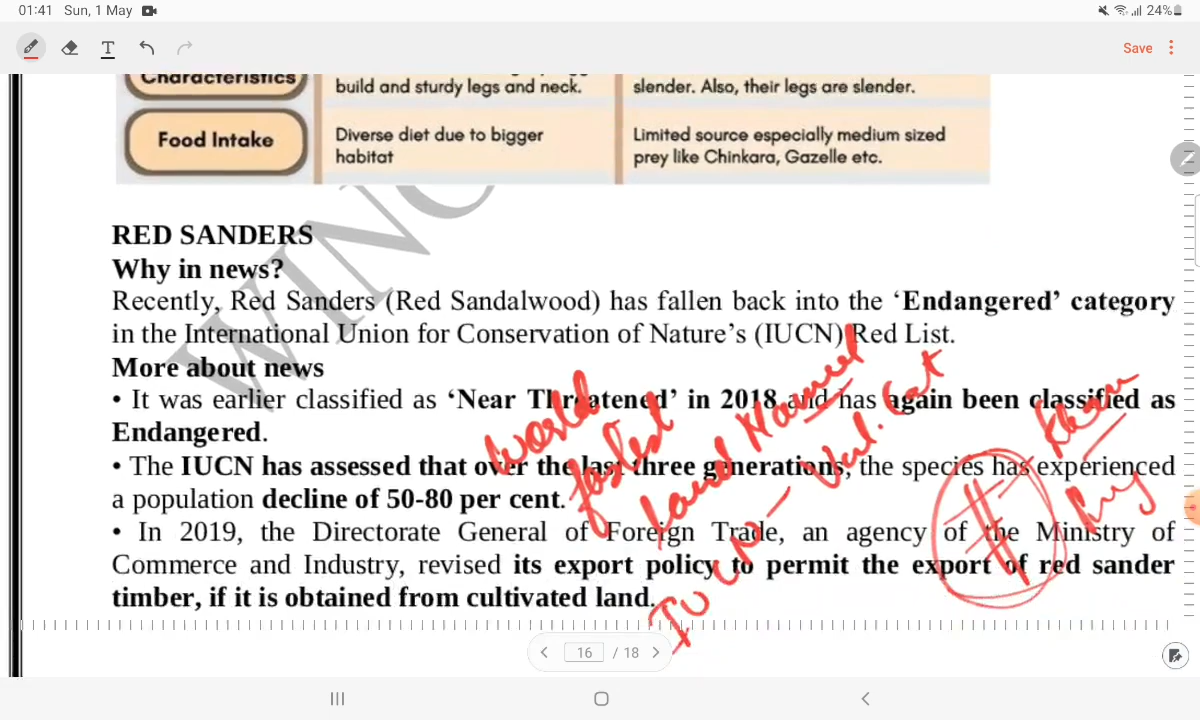 01:41 Sun, 1 May 24%
T Save
Characteristics
build and sturdy legs and neck.
slender. Also, their legs are slender.
Food Intake
Diverse diet due to bigger
habitat
Limited source especially medium sized
prey like Chinkara, Gazelle etc.
RED SANDERS
Why in news?
Recently, Red Sanders (Red Sandalwood) has fallen back into the ‘Endangered’ category
in the International Union for Conservation of Nature’s (IUCN) Red List.
More about news
• It was earlier classified as ‘Near Threatened’ in 2018 and has again been classified as
Endangered.
• The IUCN has assessed that over the last three generations, the species has experienced
a population decline of 50-80 per cent.
• In 2019, the Directorate General of Foreign Trade, an agency of the Ministry of
Commerce and Industry, revised its export policy to permit the export of red sander
timber, if it is obtained from cultivated land.
World
fastest
land Mammal
IUCN - Vul. Cat
16 / 18